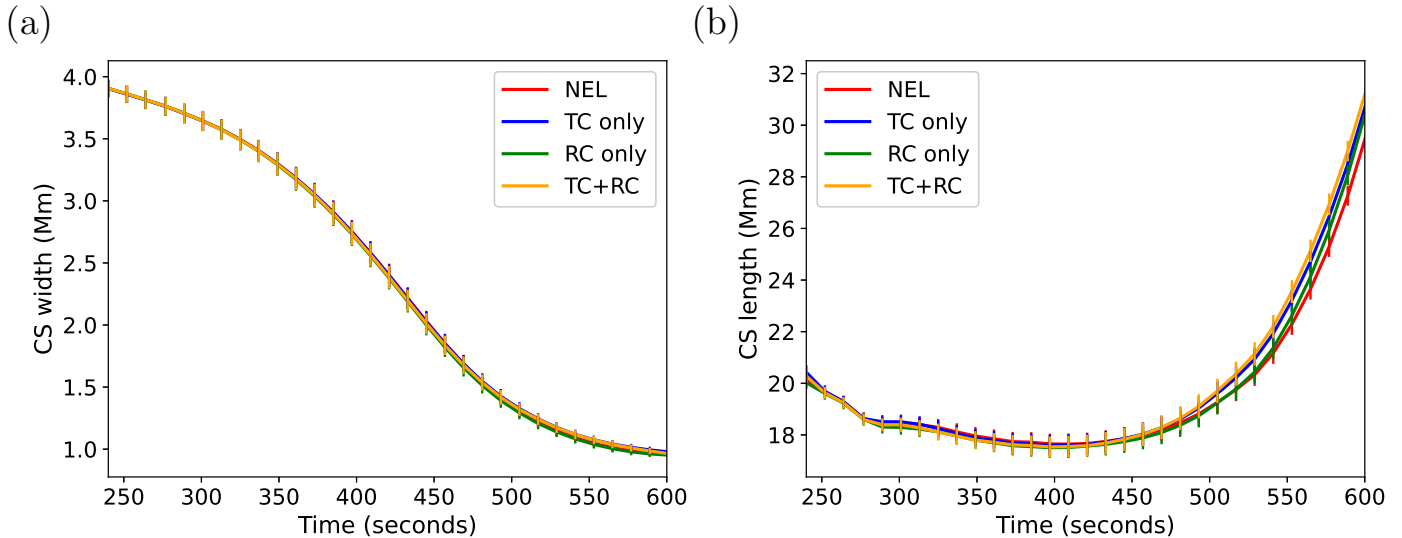 (a)
CS width (Mm)
4.0
3.5
3.0
2.5
2.0
1.5
1.0
NEL
TC only
RC only
TC+RC
250 300 350 400 450 500 550 600
Time (seconds)
(b)
CS length (Mm)
32
30
28
26
24
22
20
18
NEL
TC only
RC only
TC+RC
250 300 350 400 450 500 550 600
Time (seconds)